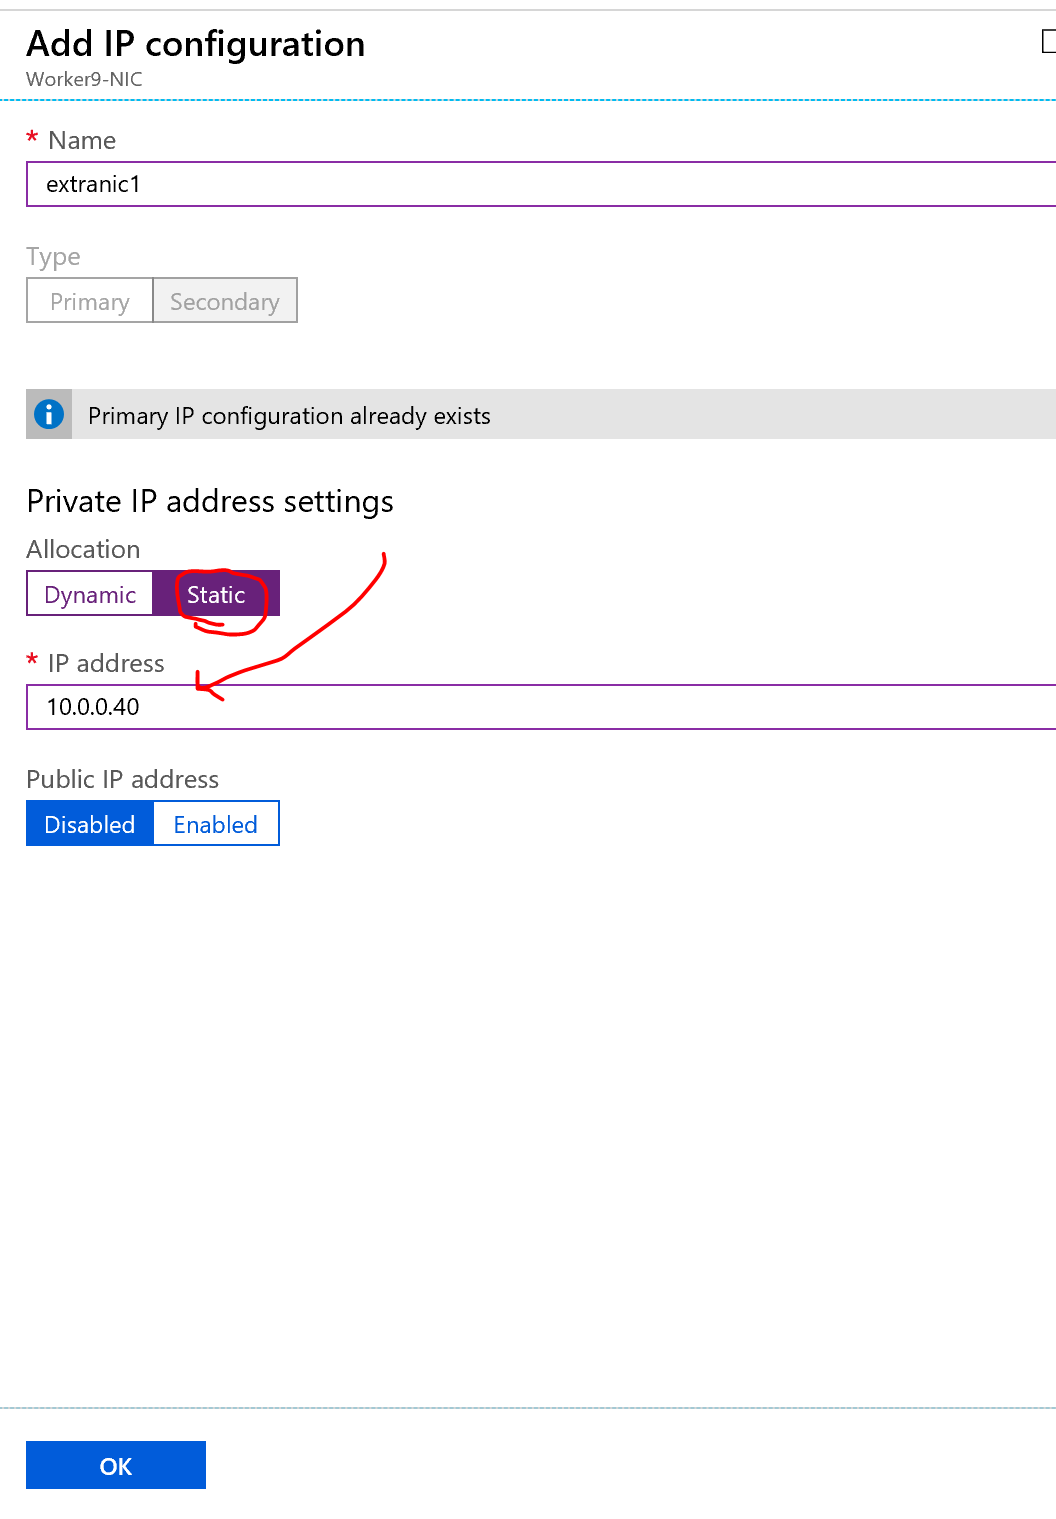 Add IP configuration
Worker9-NIC
* Name
extranic1
Type
Primary Secondary
Primary IP configuration already exists
Private IP address settings
Allocation
Dynamic Static
* IP address
10.0.0.40
Public IP address
Disabled Enabled
OK